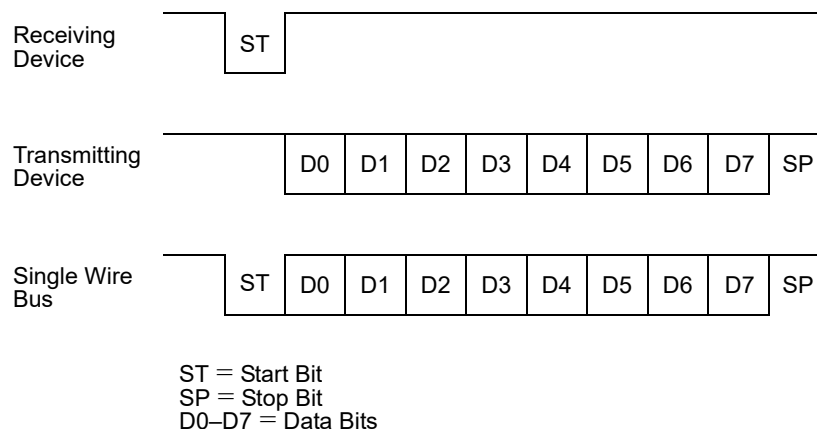 Receiving
Device
ST
Transmitting
Device
D0 D1 D2 D3 D4 D5 D6 D7 SP
Single Wire
Bus
ST D0 D1 D2 D3 D4 D5 D6 D7 SP
ST = Start Bit
SP = Stop Bit
D0–D7 = Data Bits